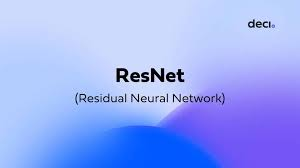 deci.
ResNet
(Residual Neural Network)